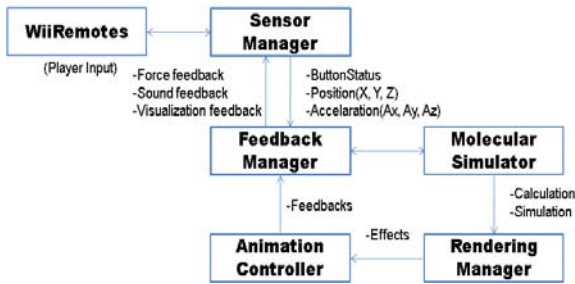 WiiRemotes
(Player Input)
Sensor
Manager
-Force feedback
-Sound feedback
-Visualization feedback
-ButtonStatus
-Position(X, Y, Z)
-Accelaration(Ax, Ay, Az)
Feedback
Manager
Molecular
Simulator
-Feedbacks
-Calculation
-Simulation
Animation
Controller
-Effects
Rendering
Manager